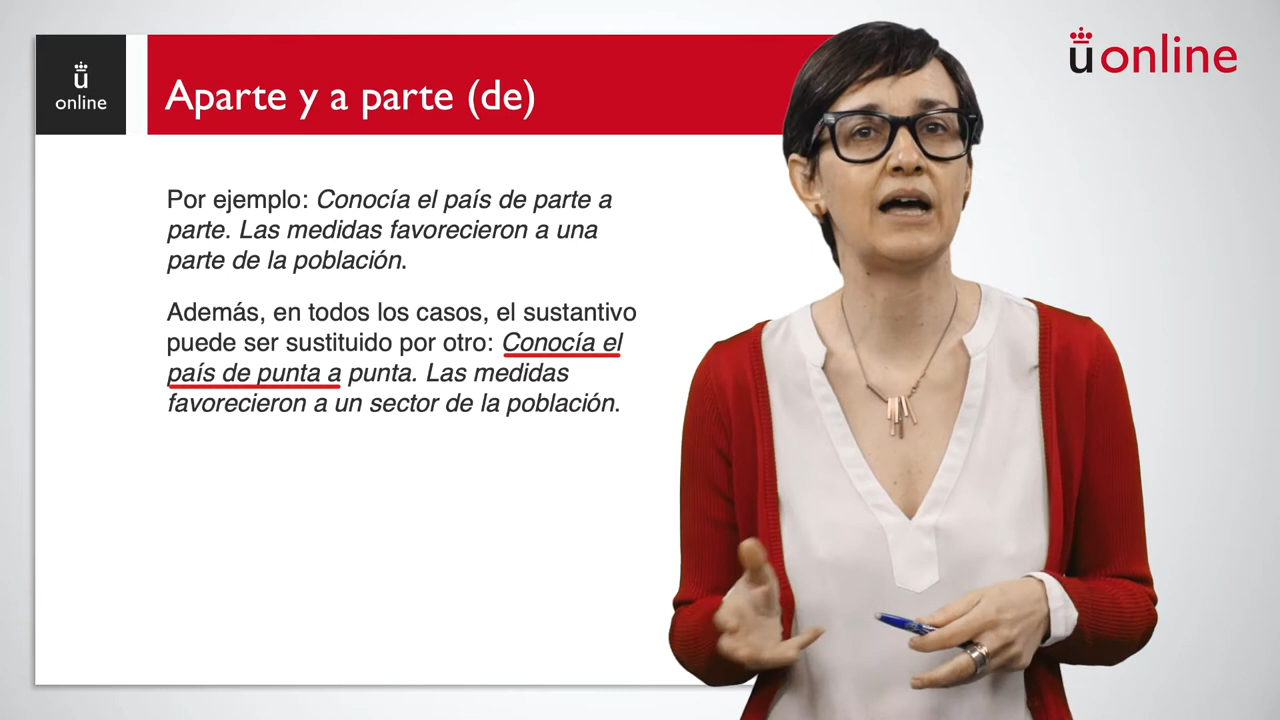 ü
online
Aparte y a parte (de)
üonline
Por ejemplo: Conocía el país de parte a
parte. Las medidas favorecieron a una
parte de la población.
Además, en todos los casos, el sustantivo
puede ser sustituido por otro: Conocía el
país de punta a punta. Las medidas
favorecieron a un sector de la población.